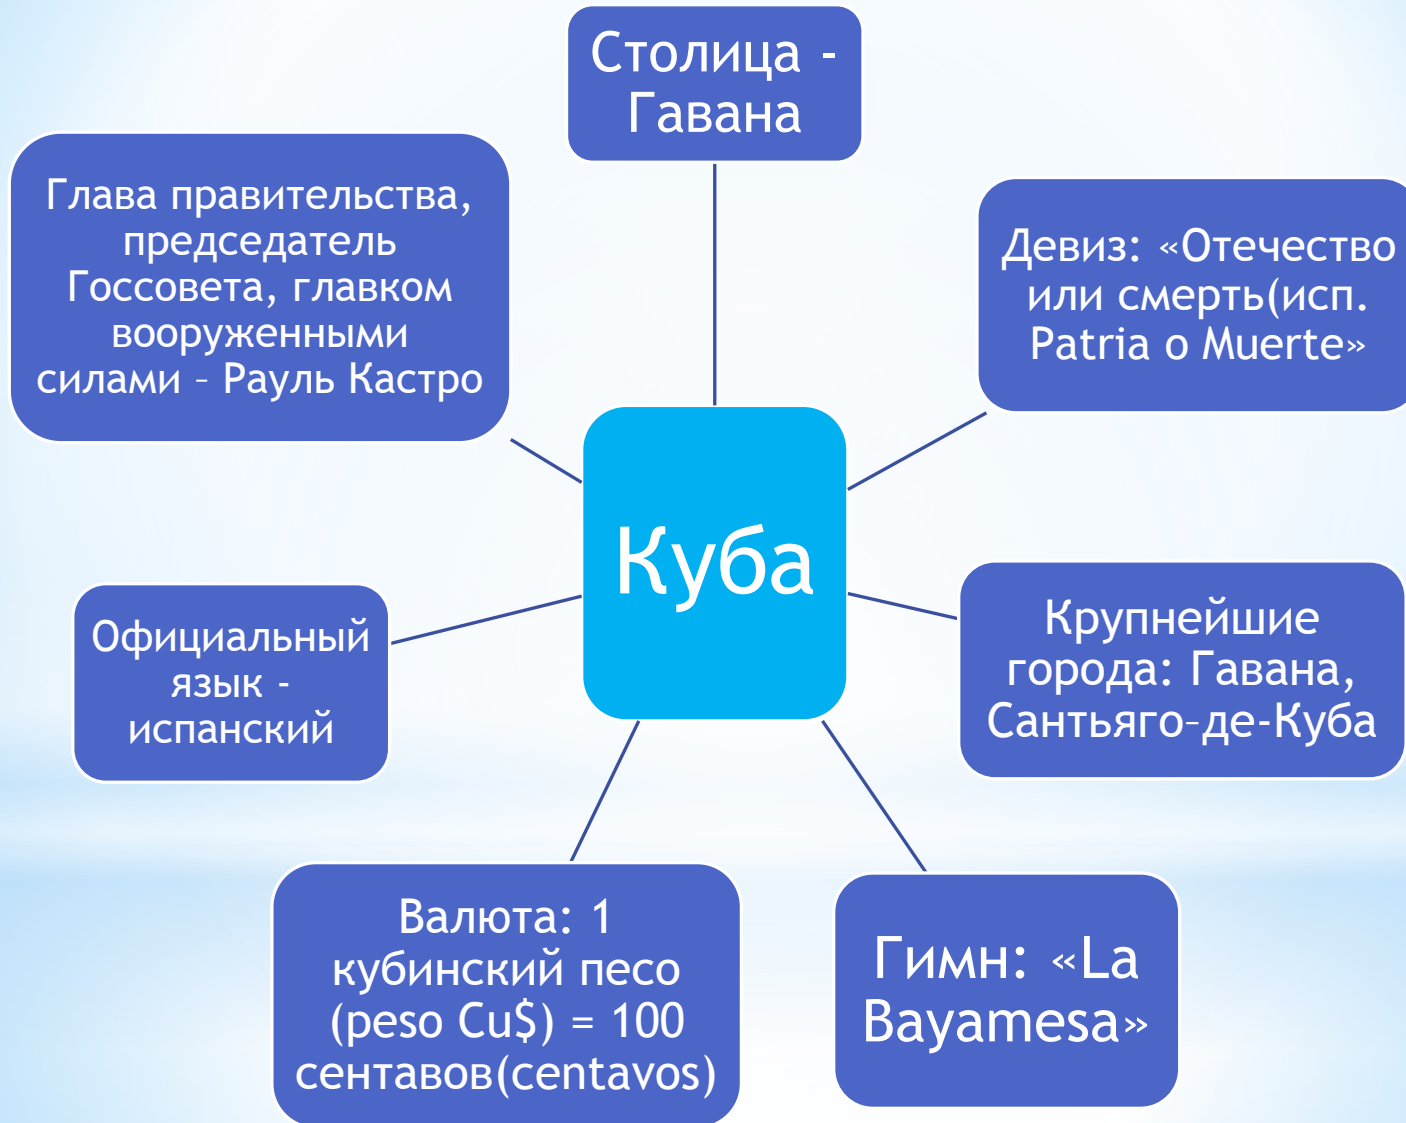 Столица -
Гавана
Глава правительства,
председатель
Госсовета, главком
вооруженными
силами – Рауль Кастро
Девиз: «Отечество
или смерть(исп.
Patria o Muerte»
Куба
Официальный
язык -
испанский
Крупнейшие
города: Гавана,
Сантьяго–де-Куба
Валюта: 1
кубинский песо
(peso Cu$) = 100
сентавов(centavos)
Гимн: «La
Bayamesa»